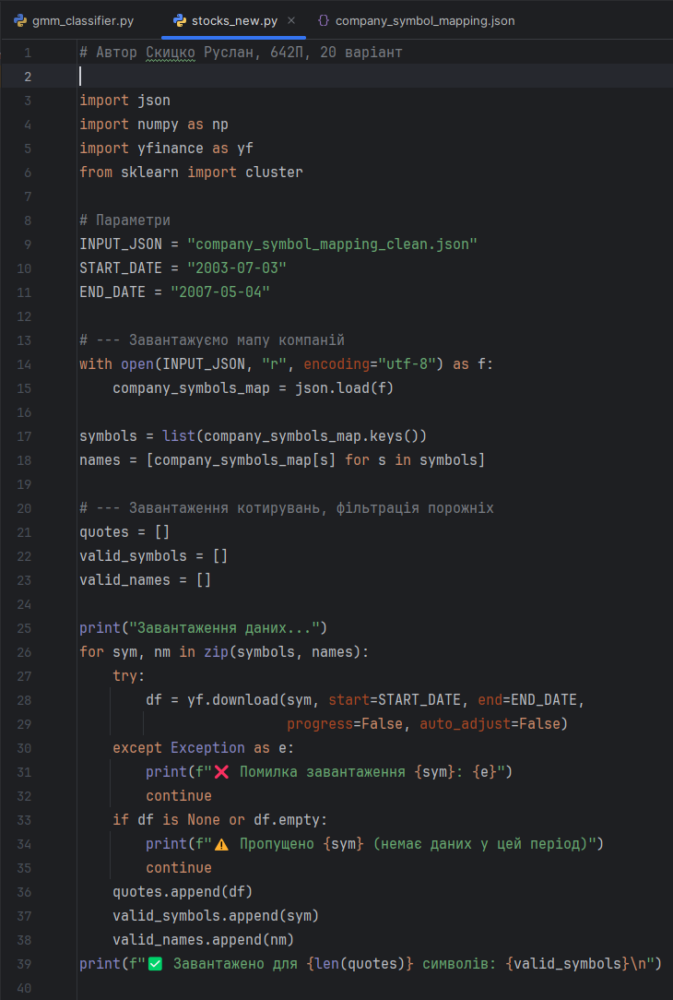 gmm_classifier.py stocks_new.py × {} company_symbol_mapping.json
1 # Автор Скицко Руслан, 642П, 20 варіант
2
3 import json
4 import numpy as np
5 import yfinance as yf
6 from sklearn import cluster
7
8 # Параметри
9 INPUT_JSON = "company_symbol_mapping_clean.json"
10 START_DATE = "2003-07-03"
11 END_DATE = "2007-05-04"
12
13 # --- Завантажуємо мапу компаній
14 with open(INPUT_JSON, "r", encoding="utf-8") as f:
15     company_symbols_map = json.load(f)
16
17 symbols = list(company_symbols_map.keys())
18 names = [company_symbols_map[s] for s in symbols]
19
20 # --- Завантаження котирувань, фільтрація порожніх
21 quotes = []
22 valid_symbols = []
23 valid_names = []
24
25 print("Завантаження даних...")
26 for sym, nm in zip(symbols, names):
27     try:
28         df = yf.download(sym, start=START_DATE, end=END_DATE,
29                          progress=False, auto_adjust=False)
30     except Exception as e:
31         print(f"❌ Помилка завантаження {sym}: {e}")
32         continue
33     if df is None or df.empty:
34         print(f"⚠️ Пропущено {sym} (немає даних у цей період)")
35         continue
36     quotes.append(df)
37     valid_symbols.append(sym)
38     valid_names.append(nm)
39 print(f"✅ Завантажено для {len(quotes)} символів: {valid_symbols}\n")
40